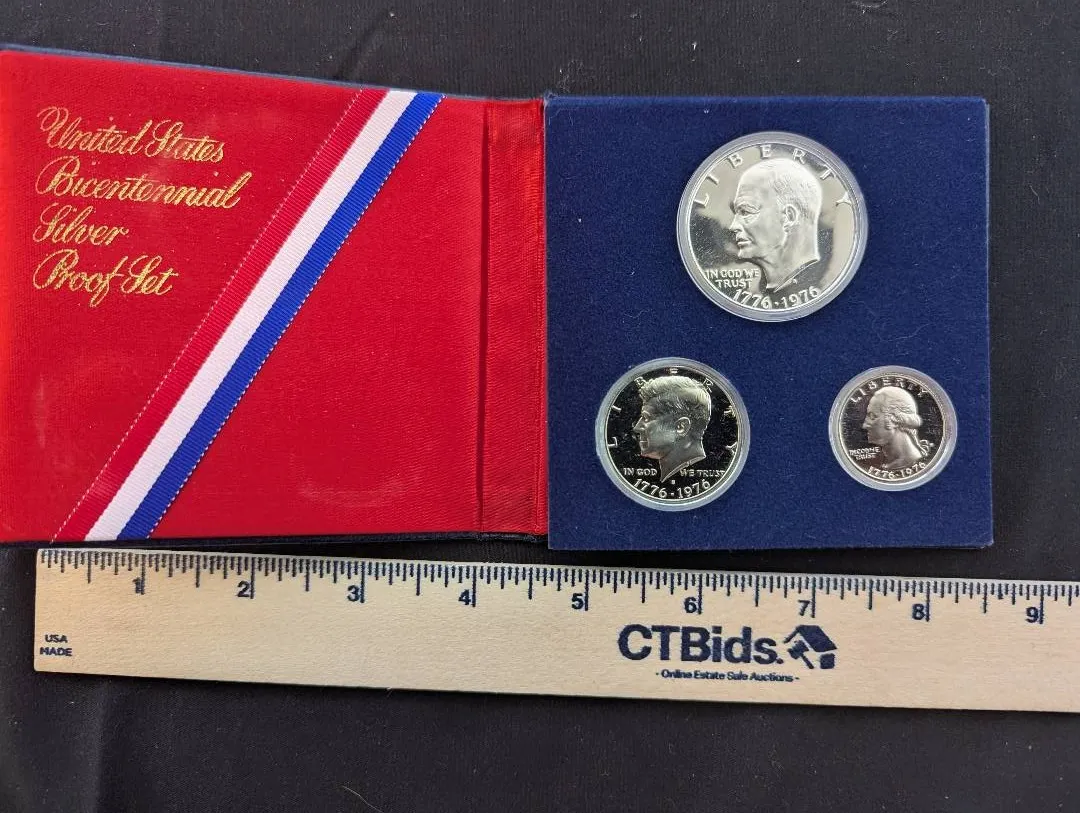 United States
Bicentennial
Silver
Proof Set
LIBERTY
IN GOD WE
TRUST
1776·1976
LIBERTY
IN GOD WE TRUST
1776·1976
LIBERTY
IN GOD WE
TRUST
1776·1976
1 2 3 4 5 6 7 8 9
USA
MADE
CTBids.
- Online Estate Sale Auctions -